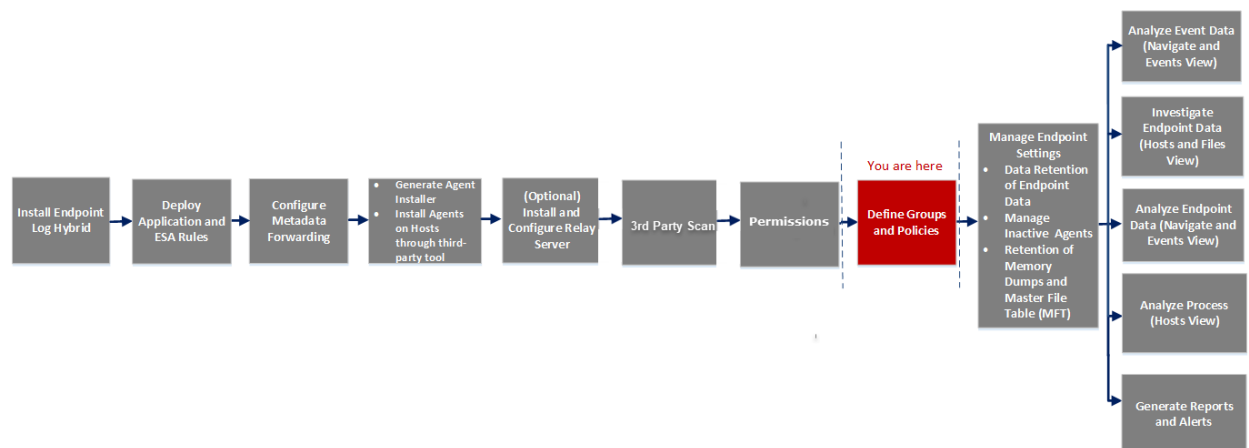 Install Endpoint
Log Hybrid
Deploy
Application and
ESA Rules
Configure
Metadata
Forwarding
• Generate Agent
Installer
• Install Agents
on Hosts
through third-
party tool
(Optional)
Install and
Configure Relay
Server
3rd Party Scan
Permissions
You are here
Define Groups
and Policies
Manage Endpoint
Settings
• Data Retention
of Endpoint
Data
• Manage
Inactive Agents
• Retention of
Memory
Dumps and
Master File
Table (MFT)
Analyze Event Data
(Navigate and
Events View)
Investigate
Endpoint Data
(Hosts and Files
View)
Analyze Endpoint
Data (Navigate and
Events View)
Analyze Process
(Hosts View)
Generate Reports
and Alerts